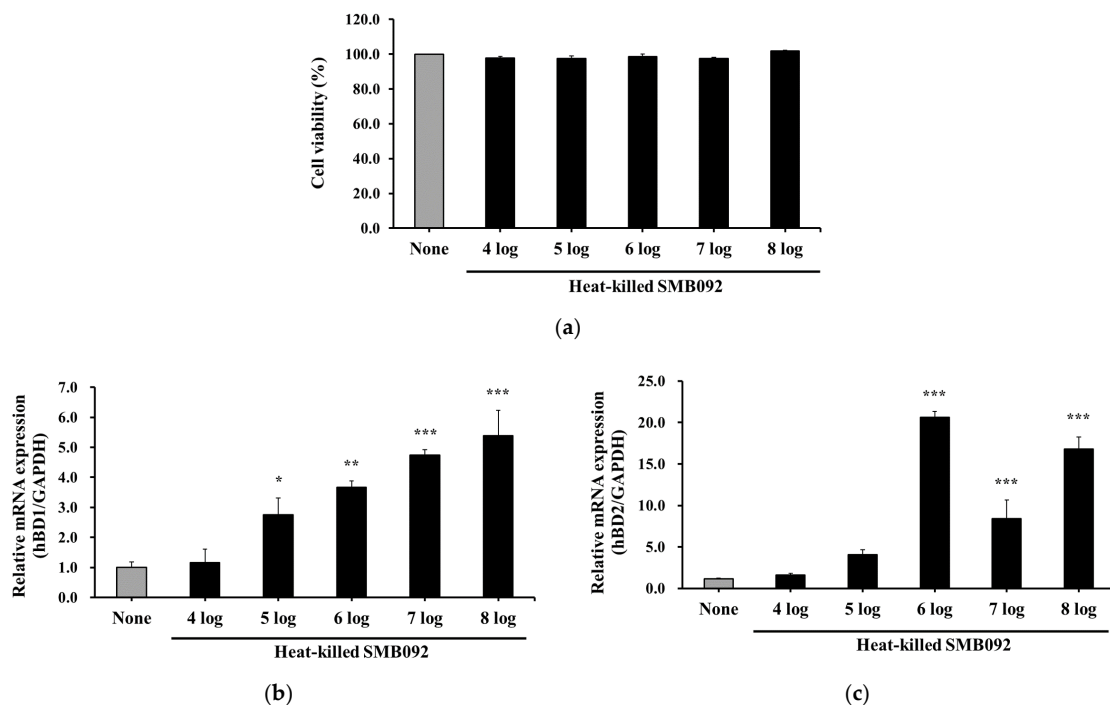 120.0
100.0
80.0
60.0
40.0
20.0
0.0
Cell viability (%)
None 4 log 5 log 6 log 7 log 8 log
Heat-killed SMB092
(a)
7.0
6.0
5.0
4.0
3.0
2.0
1.0
0.0
Relative mRNA expression
(hBD1/GAPDH)
* ** *** ***
None 4 log 5 log 6 log 7 log 8 log
Heat-killed SMB092
(b)
25.0
20.0
15.0
10.0
5.0
0.0
Relative mRNA expression
(hBD2/GAPDH)
*** *** ***
None 4 log 5 log 6 log 7 log 8 log
Heat-killed SMB092
(c)